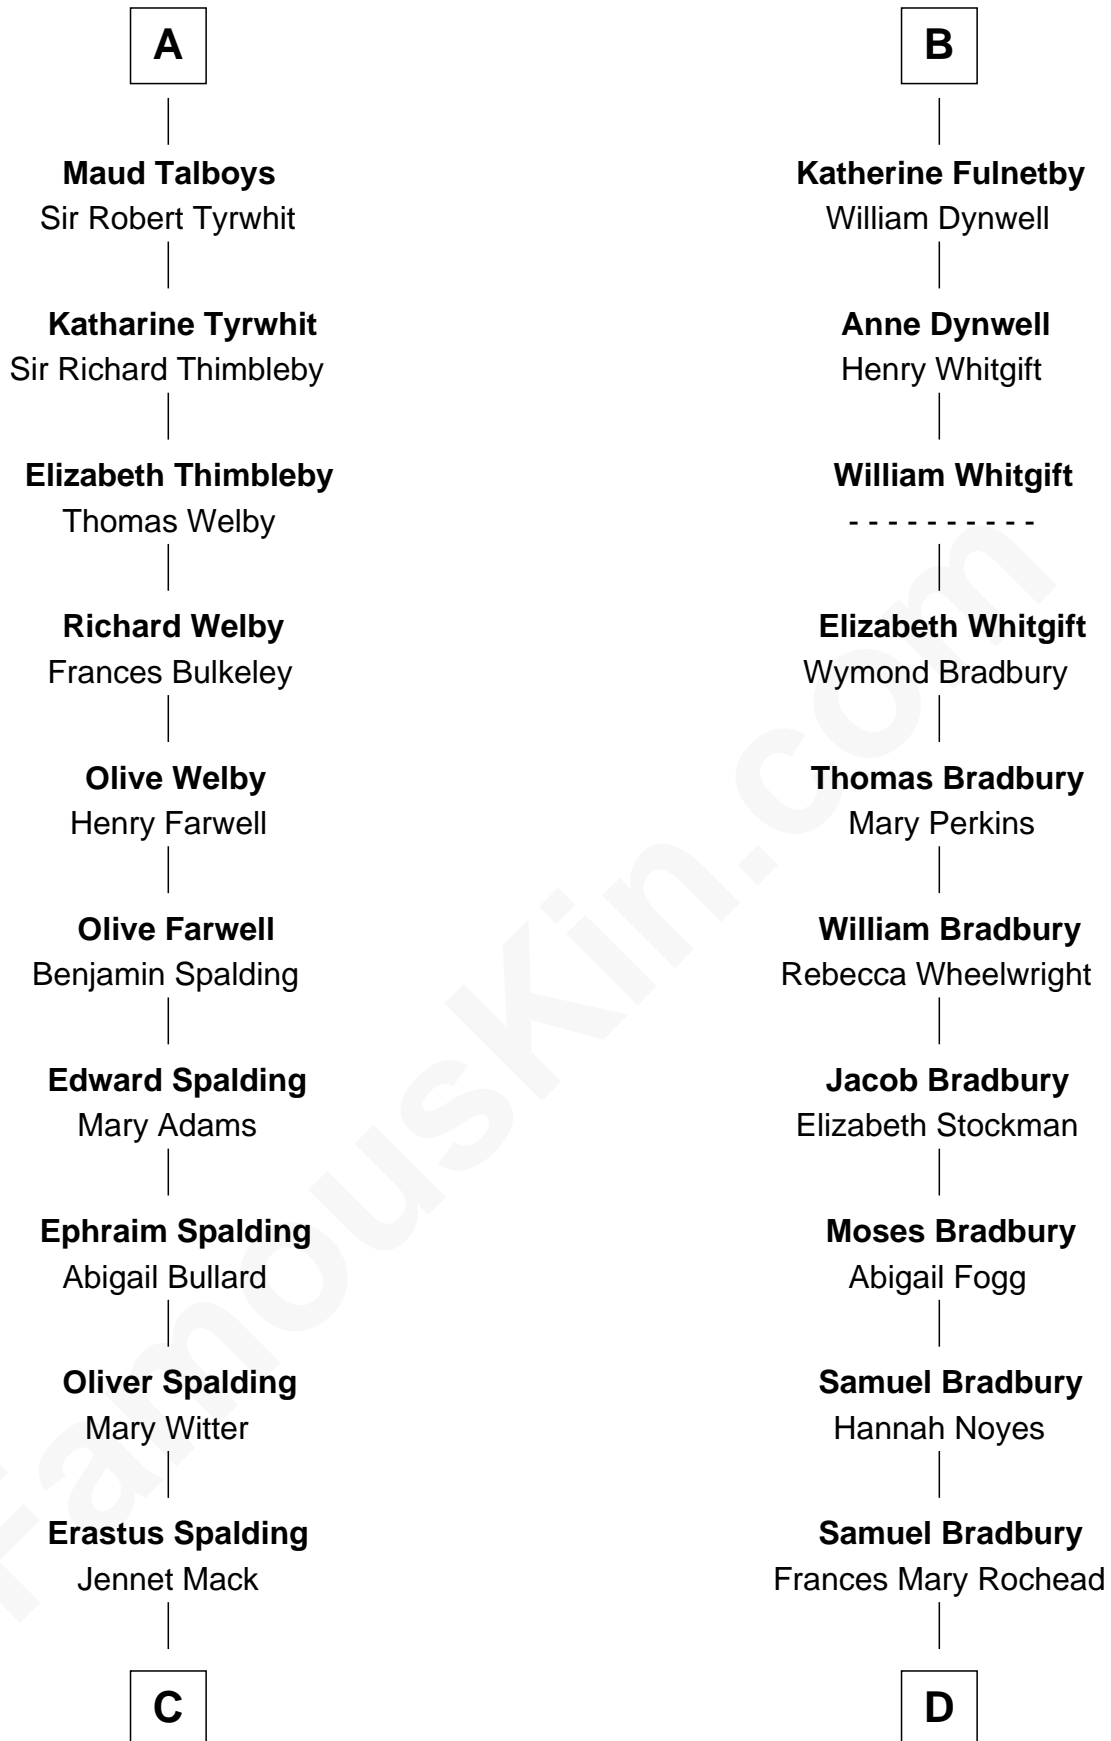 A
Maud Talboys
Sir Robert Tyrwhit
Katharine Tyrwhit
Sir Richard Thimbleby
Elizabeth Thimbleby
Thomas Welby
Richard Welby
Frances Bulkeley
Olive Welby
Henry Farwell
Olive Farwell
Benjamin Spalding
Edward Spalding
Mary Adams
Ephraim Spalding
Abigail Bullard
Oliver Spalding
Mary Witter
Erastus Spalding
Jennet Mack
C
B
Katherine Fulnetby
William Dynwell
Anne Dynwell
Henry Whitgift
William Whitgift
- - - - - - - - - -
Elizabeth Whitgift
Wymond Bradbury
Thomas Bradbury
Mary Perkins
William Bradbury
Rebecca Wheelwright
Jacob Bradbury
Elizabeth Stockman
Moses Bradbury
Abigail Fogg
Samuel Bradbury
Hannah Noyes
Samuel Bradbury
Frances Mary Rochead
D
FamousKin.com